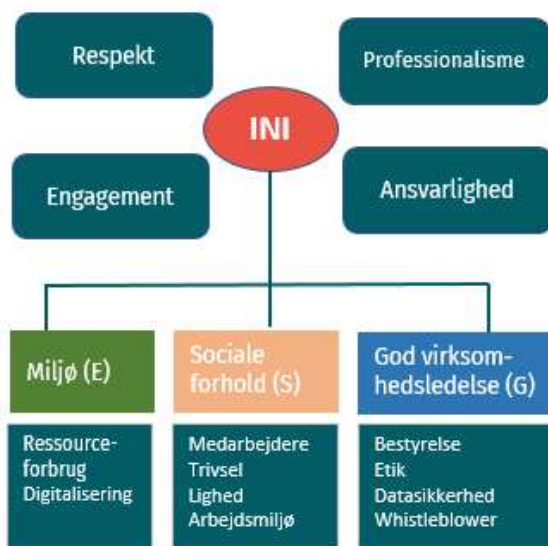 Respekt
Professionalisme
INI
Engagement
Ansvarlighed
Miljø (E)
Sociale
forhold (S)
God virksom-
hedsledelse (G)
Ressource-
forbrug
Digitalisering
Medarbejdere
Trivsel
Lighed
Arbejdsmiljø
Bestyrelse
Etik
Datasikkerhed
Whistleblower